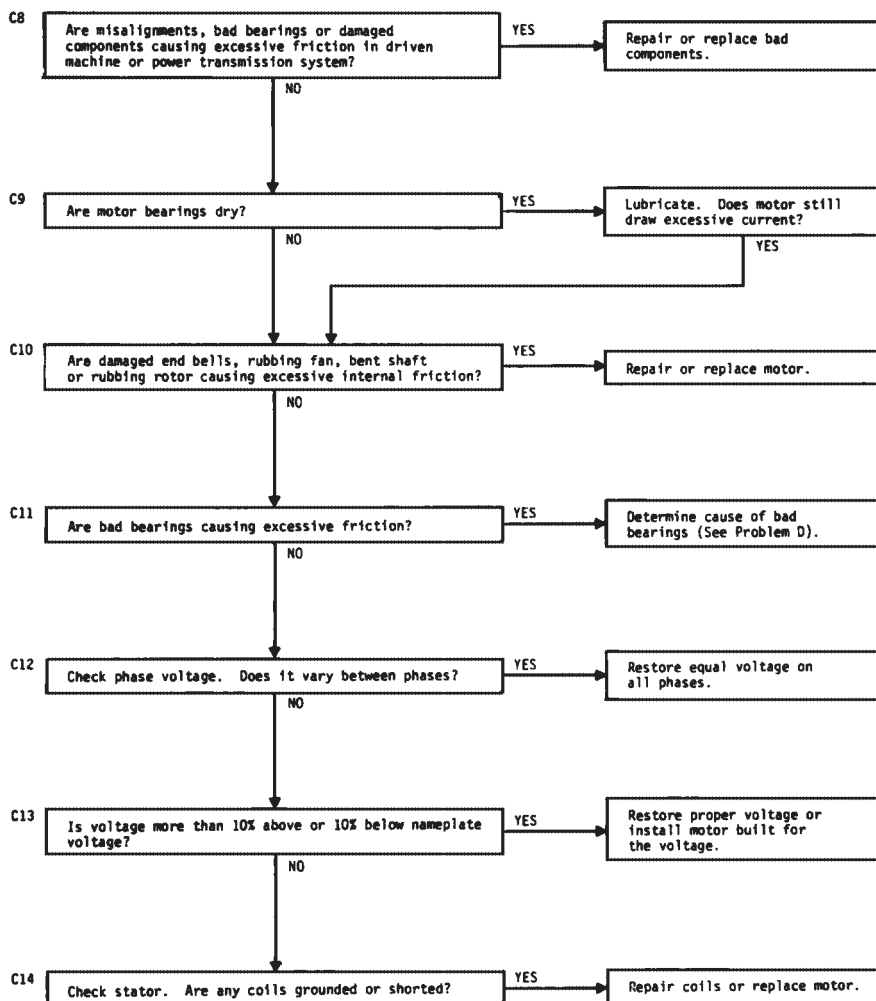 C8
Are misalignments, bad bearings or damaged
components causing excessive friction in driven
machine or power transmission system?
YES
Repair or replace bad
components.
NO
C9
Are motor bearings dry?
YES
Lubricate. Does motor still
draw excessive current?
NO
YES
C10
Are damaged end bells, rubbing fan, bent shaft
or rubbing rotor causing excessive internal friction?
YES
Repair or replace motor.
NO
C11
Are bad bearings causing excessive friction?
YES
Determine cause of bad
bearings (See Problem D).
NO
C12
Check phase voltage. Does it vary between phases?
YES
Restore equal voltage on
all phases.
NO
C13
Is voltage more than 10% above or 10% below nameplate
voltage?
YES
Restore proper voltage or
install motor built for
the voltage.
NO
C14
Check stator. Are any coils grounded or shorted?
YES
Repair coils or replace motor.